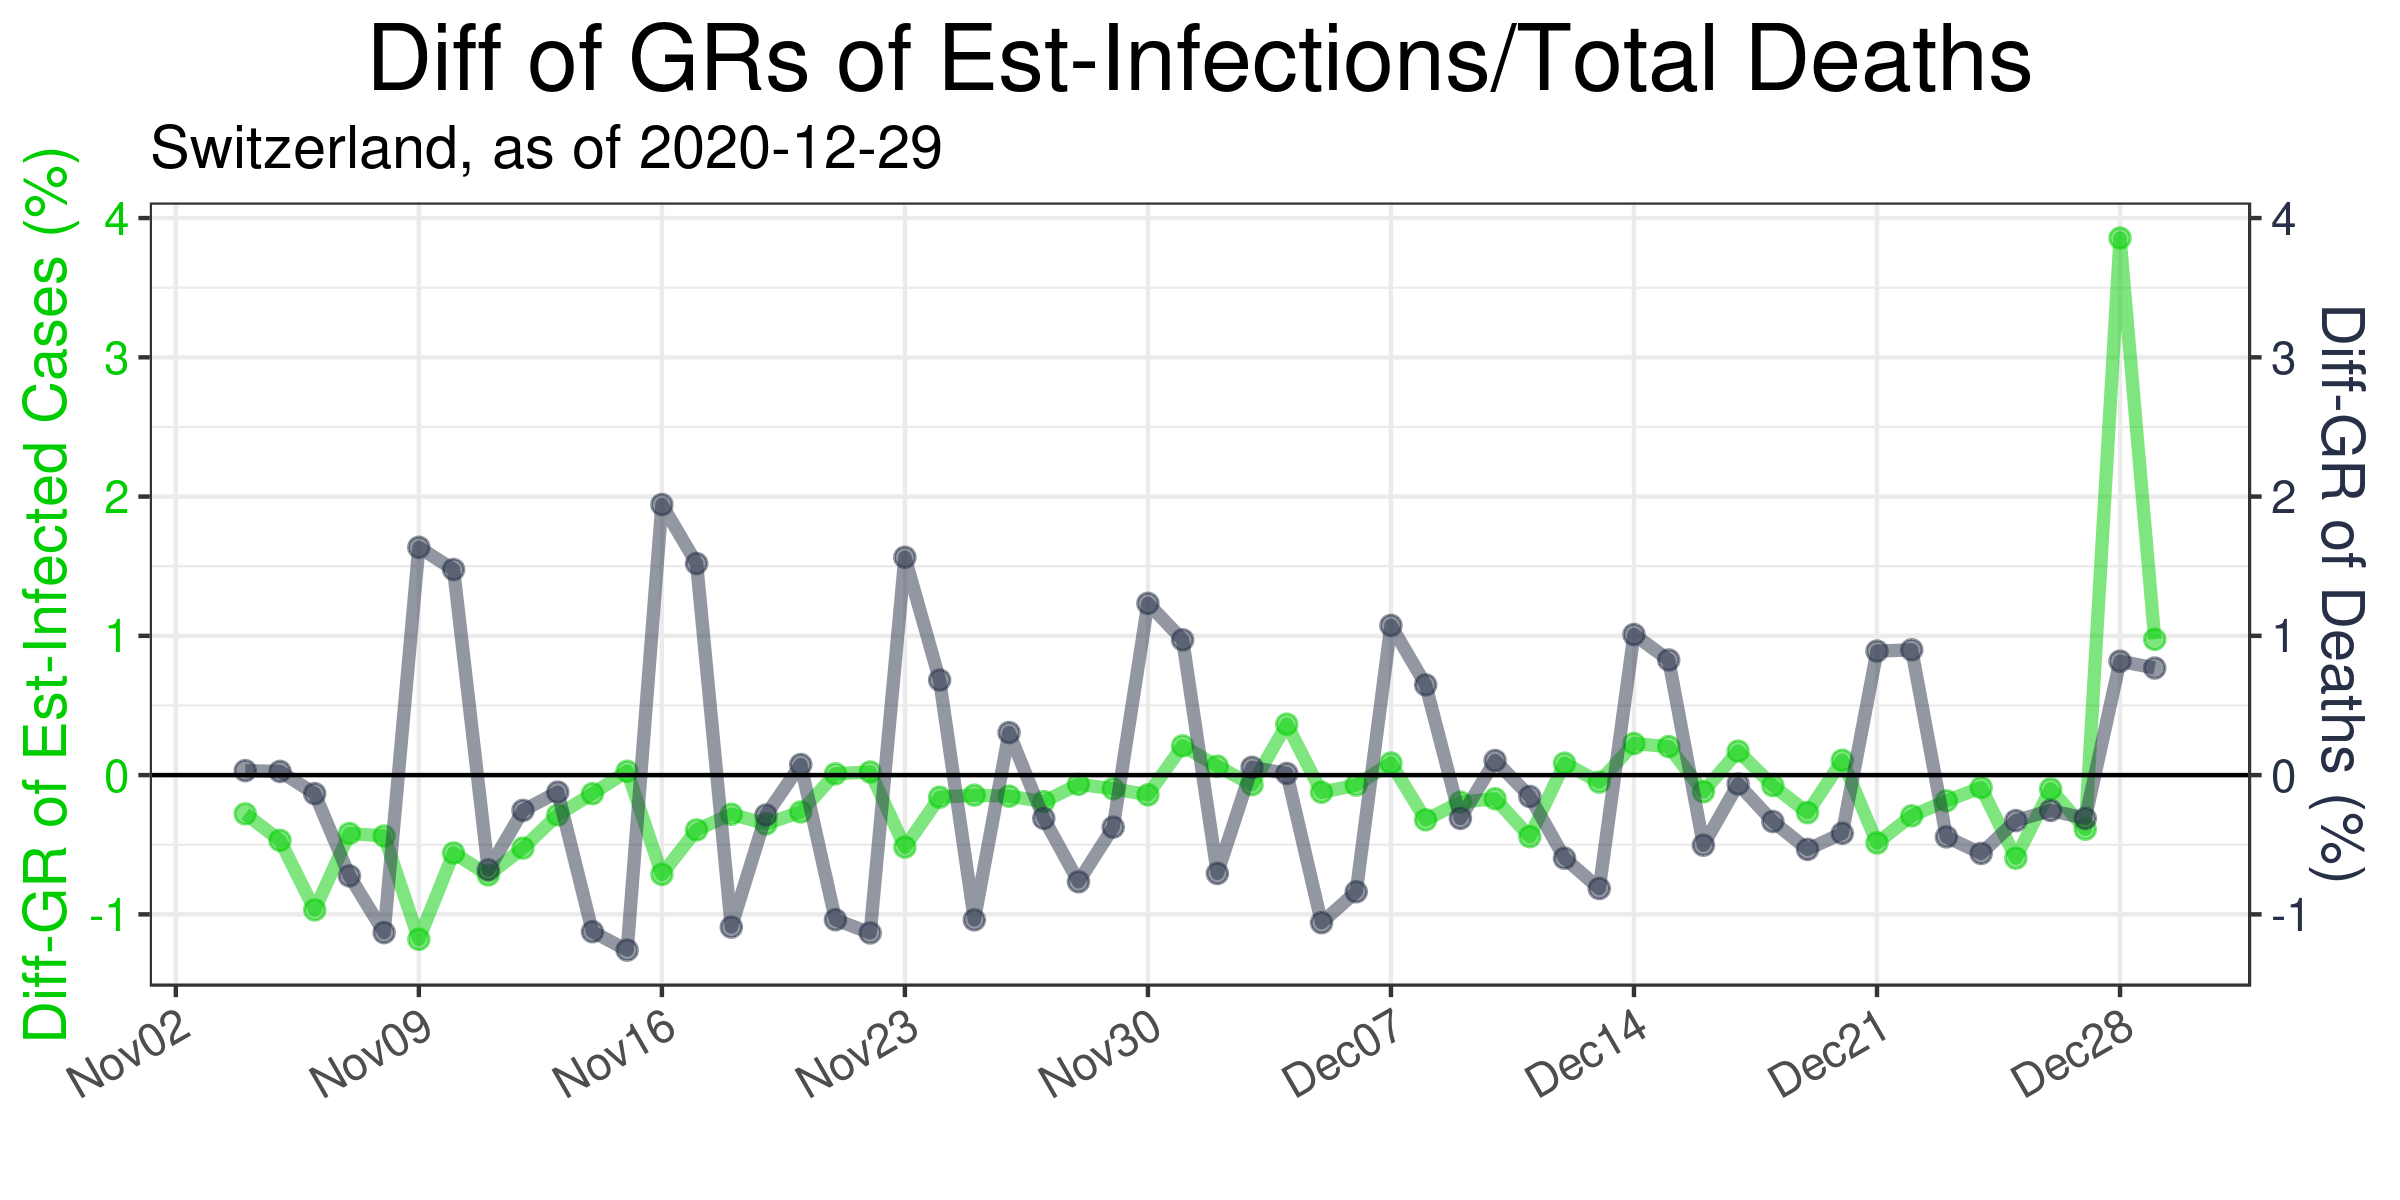 Diff of GRs of Est-Infections/Total Deaths
Switzerland, as of 2020-12-29
Diff-GR of Est-Infected Cases (%)
4
3
2
1
0
-1
4
3
2
1
0
-1
Diff-GR of Deaths (%)
Nov02
Nov09
Nov16
Nov23
Nov30
Dec07
Dec14
Dec21
Dec28